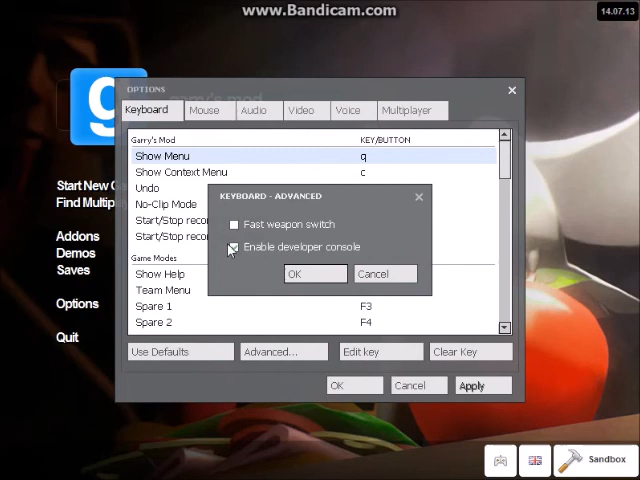 www.Bandicam.com
14.07.13
garry's mod
OPTIONS
Keyboard Mouse Audio Video Voice Multiplayer
Garry's Mod KEY/BUTTON
Show Menu q
Show Context Menu c
Undo
No-Clip Mode
Start/Stop
Start/Stop
Game Modes
Show Help
Team Menu
Spare 1 F3
Spare 2 F4
Use Defaults Advanced... Edit key Clear Key
OK Cancel Apply
KEYBOARD - ADVANCED
Fast weapon switch
Enable developer console
OK Cancel
Start New
Find
Addons
Demos
Saves
Options
Quit
Sandbox